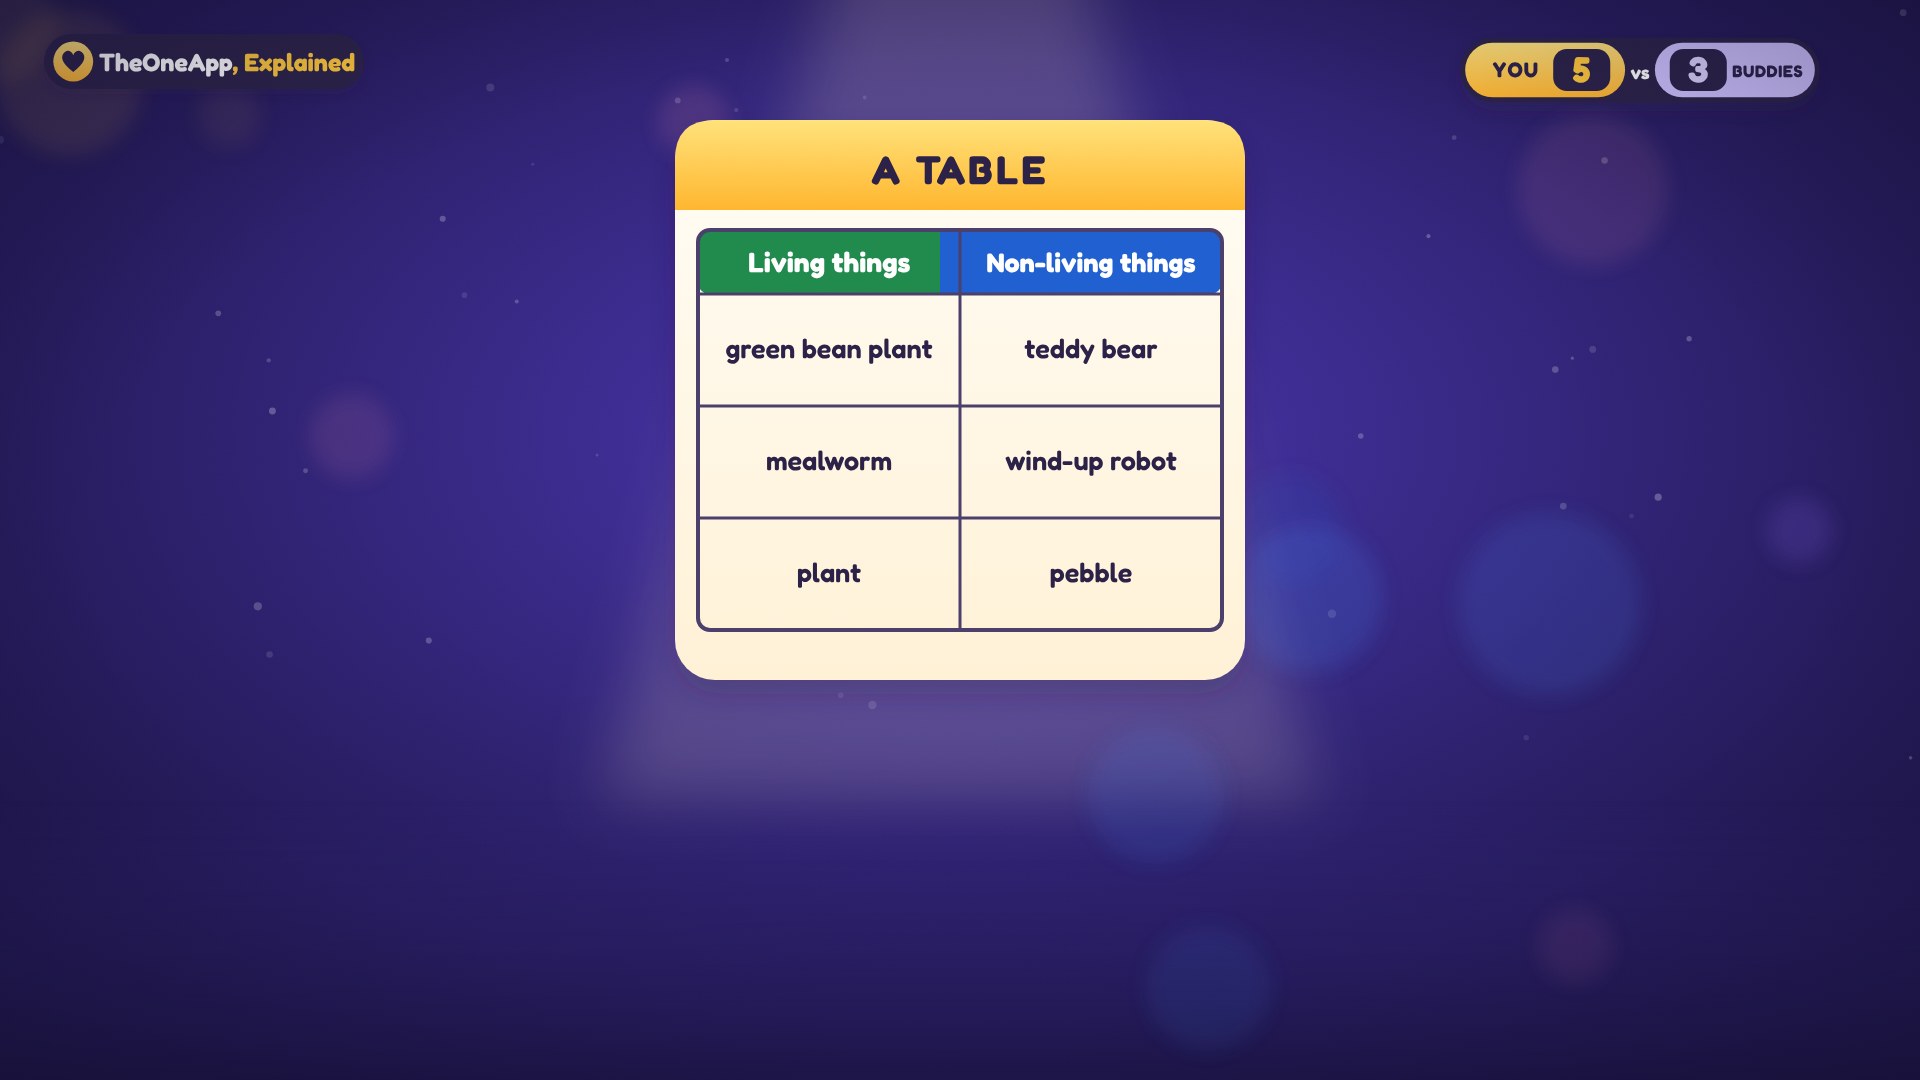 TheOneApp, Explained
YOU 5 vs 3 BUDDIES
A TABLE
Living things Non-living things
green bean plant teddy bear
mealworm wind-up robot
plant pebble